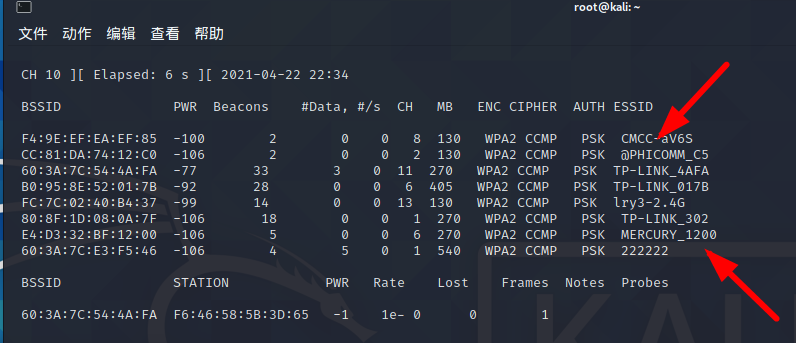 root@kali: ~
文件 动作 编辑 查看 帮助
CH 10 ][ Elapsed: 6 s ][ 2021-04-22 22:34
BSSID PWR Beacons #Data, #/s CH MB ENC CIPHER AUTH ESSID
F4:9E:EF:EA:EF:85 -100 2 0 0 8 130 WPA2 CCMP PSK CMCC-aV6S
CC:81:DA:74:12:C0 -106 2 0 0 2 130 WPA2 CCMP PSK @PHICOMM_C5
60:3A:7C:54:4A:FA -77 33 3 0 11 270 WPA2 CCMP PSK TP-LINK_4AFA
B0:95:8E:52:01:7B -92 28 0 0 6 405 WPA2 CCMP PSK TP-LINK_017B
FC:7C:02:40:B4:37 -99 14 0 0 13 130 WPA2 CCMP PSK lry3-2.4G
80:8F:1D:08:0A:7F -106 18 0 0 1 270 WPA2 CCMP PSK TP-LINK_302
E4:D3:32:BF:12:00 -106 5 0 0 6 270 WPA2 CCMP PSK MERCURY_1200
60:3A:7C:E3:F5:46 -106 4 5 0 1 540 WPA2 CCMP PSK 222222
BSSID STATION PWR Rate Lost Frames Notes Probes
60:3A:7C:54:4A:FA F6:46:58:5B:3D:65 -1 1e- 0 0 1